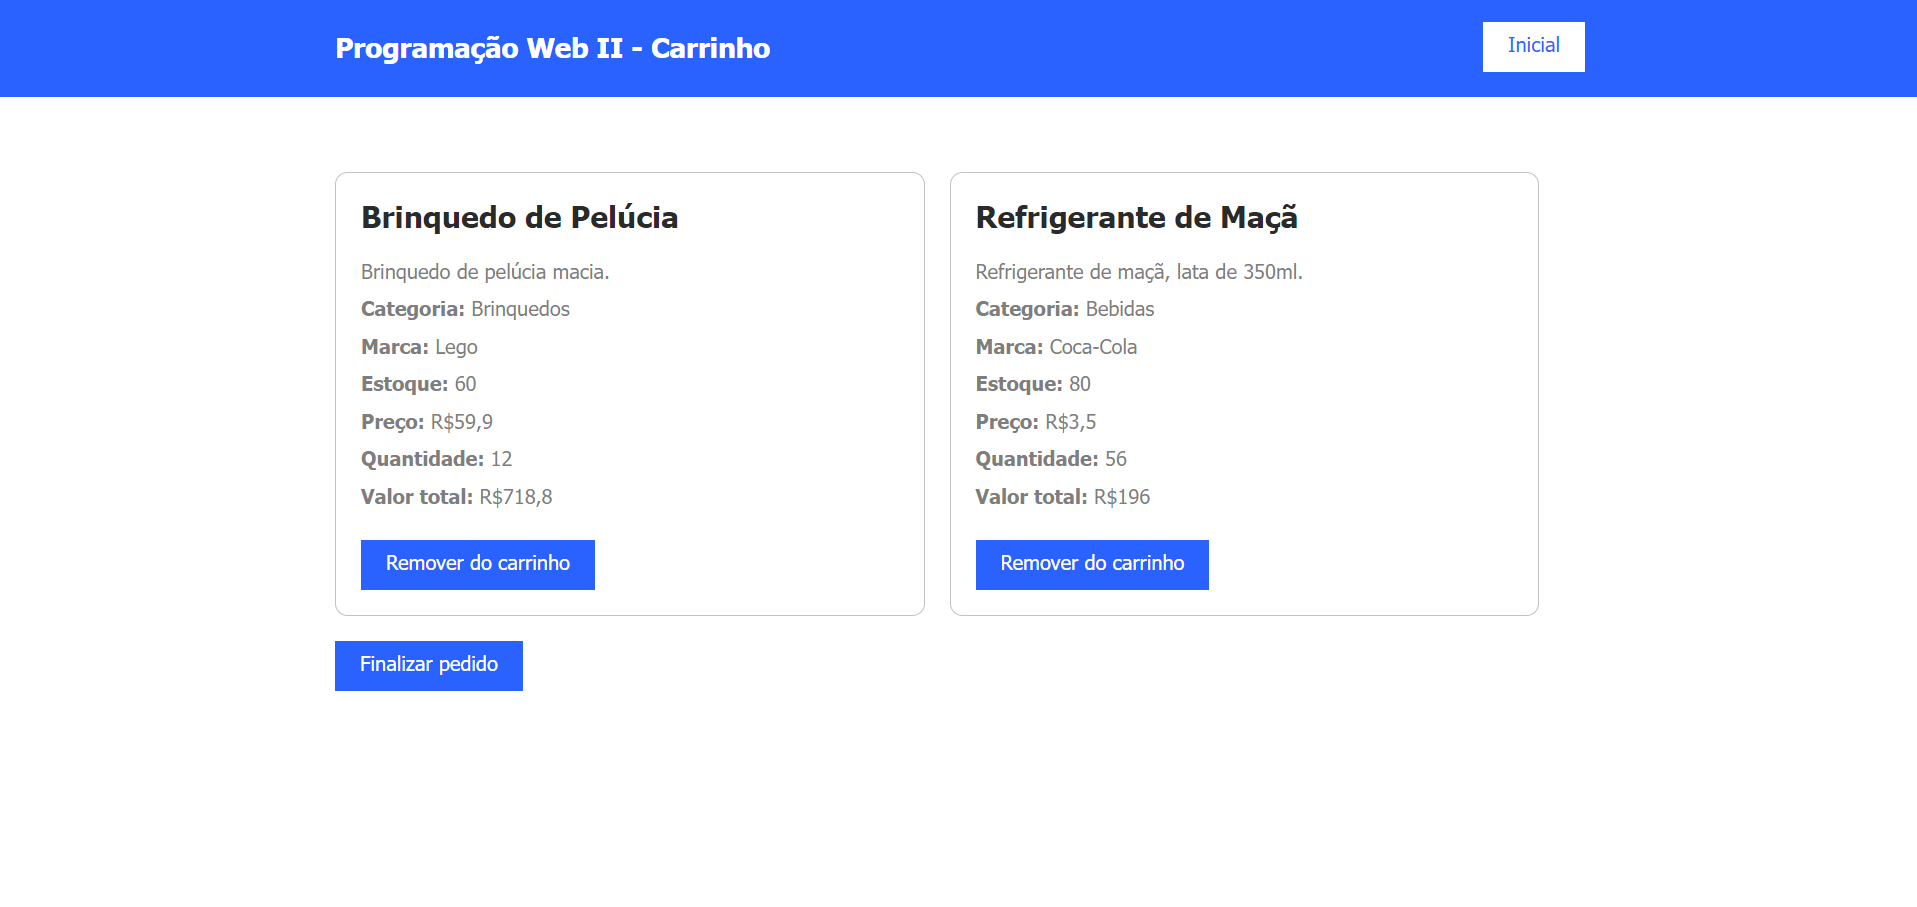 Programação Web II - Carrinho
Inicial
Brinquedo de Pelúcia
Brinquedo de pelúcia macia.
Categoria: Brinquedos
Marca: Lego
Estoque: 60
Preço: R$59,9
Quantidade: 12
Valor total: R$718,8
Remover do carrinho
Refrigerante de Maçã
Refrigerante de maçã, lata de 350ml.
Categoria: Bebidas
Marca: Coca-Cola
Estoque: 80
Preço: R$3,5
Quantidade: 56
Valor total: R$196
Remover do carrinho
Finalizar pedido